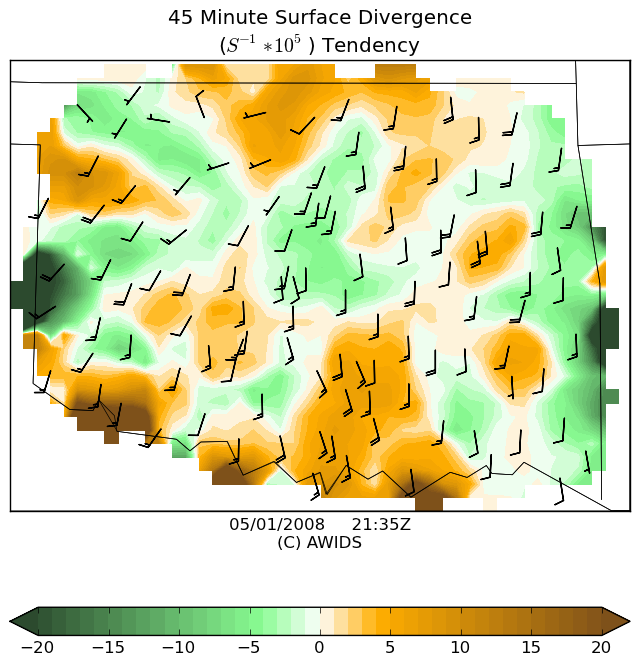 45 Minute Surface Divergence
(S⁻¹ *10⁵ ) Tendency
05/01/2008 21:35Z
(C) AWIDS
−20 −15 −10 −5 0 5 10 15 20